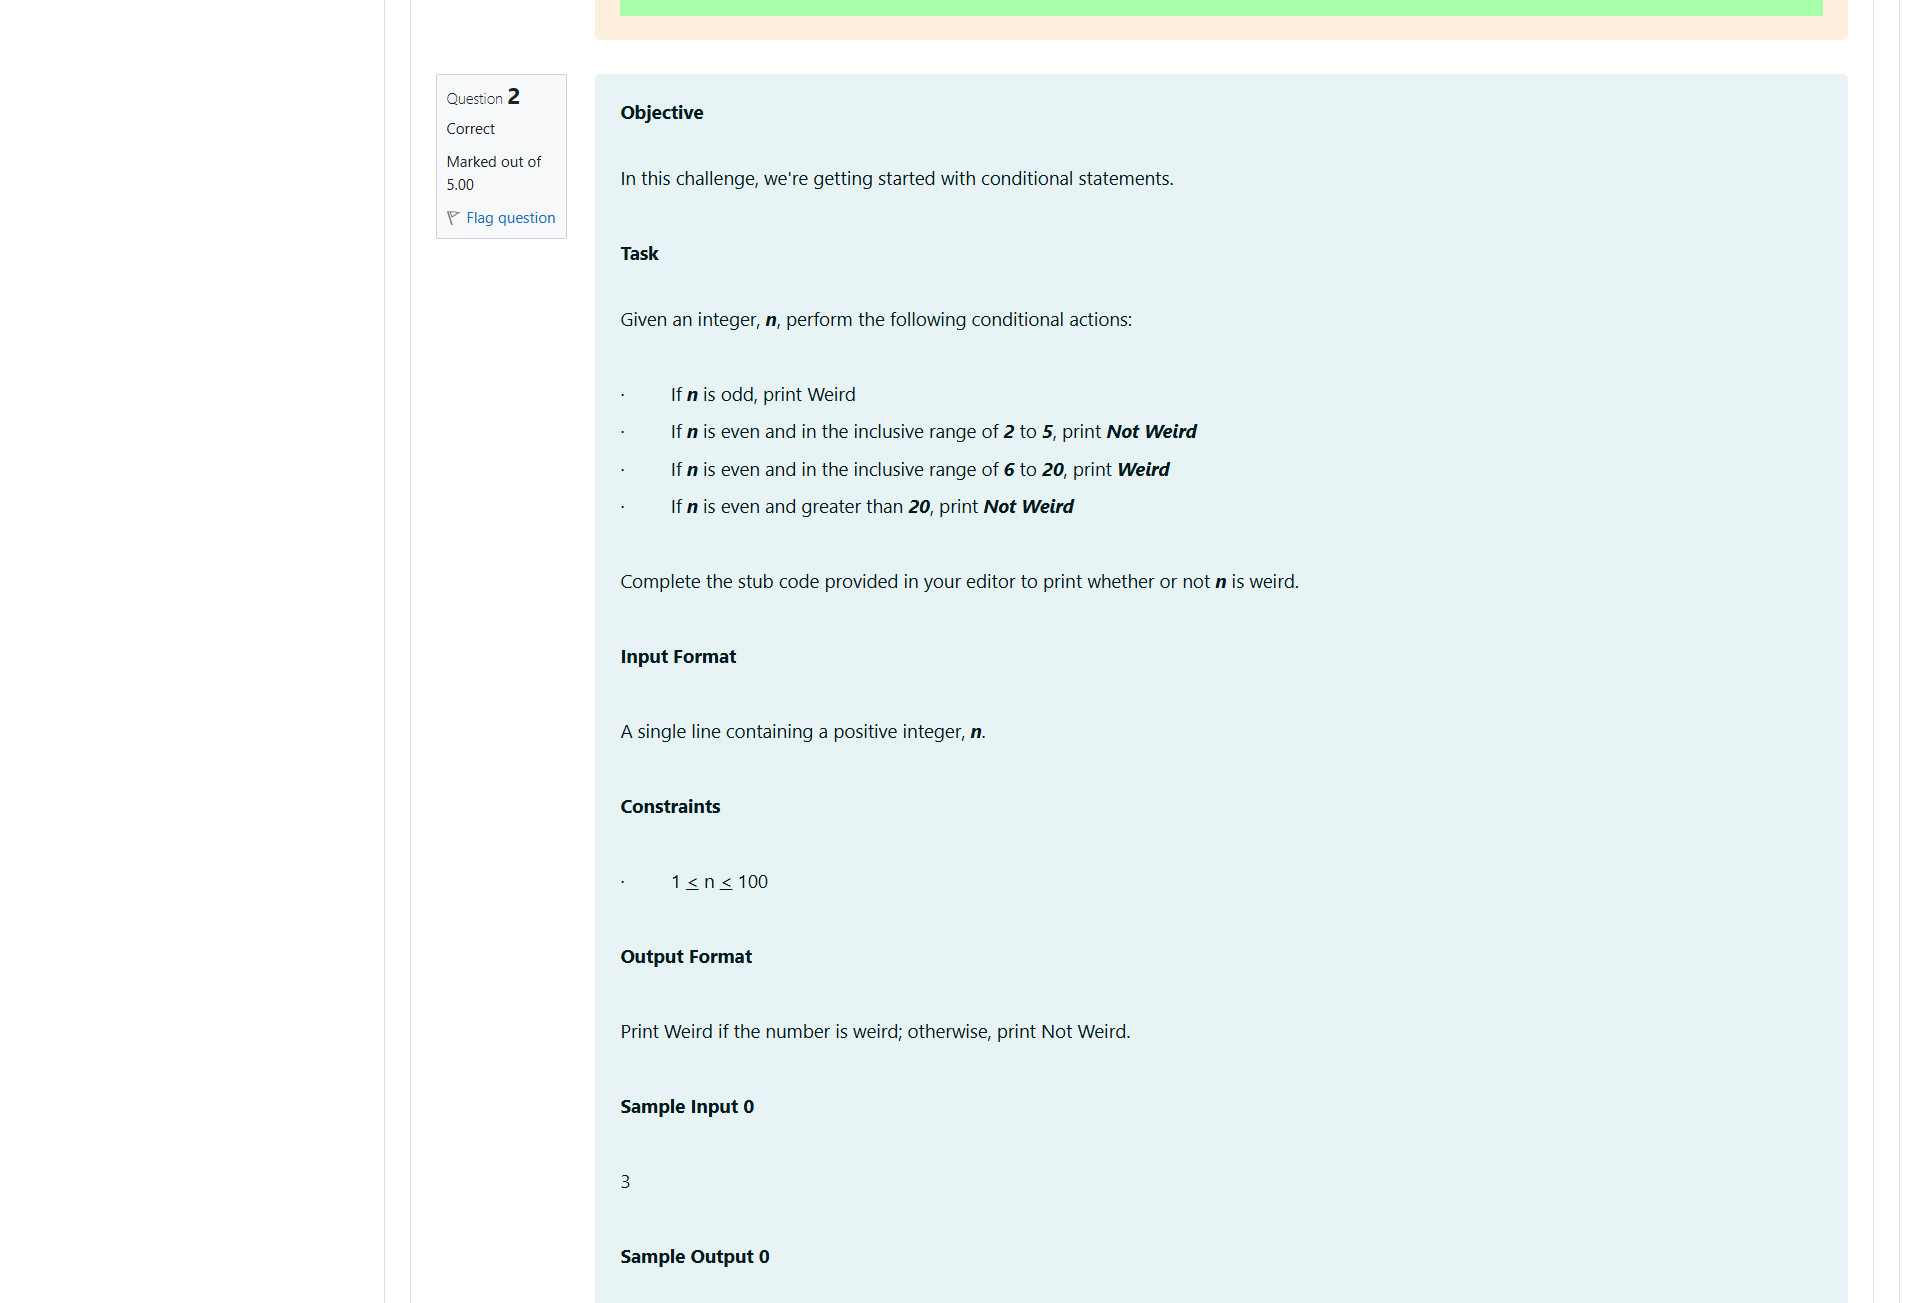 Question 2
Correct
Marked out of
5.00
Flag question
Objective
In this challenge, we're getting started with conditional statements.
Task
Given an integer, n, perform the following conditional actions:
· If n is odd, print Weird
· If n is even and in the inclusive range of 2 to 5, print Not Weird
· If n is even and in the inclusive range of 6 to 20, print Weird
· If n is even and greater than 20, print Not Weird
Complete the stub code provided in your editor to print whether or not n is weird.
Input Format
A single line containing a positive integer, n.
Constraints
· 1 < n < 100
Output Format
Print Weird if the number is weird; otherwise, print Not Weird.
Sample Input 0
3
Sample Output 0